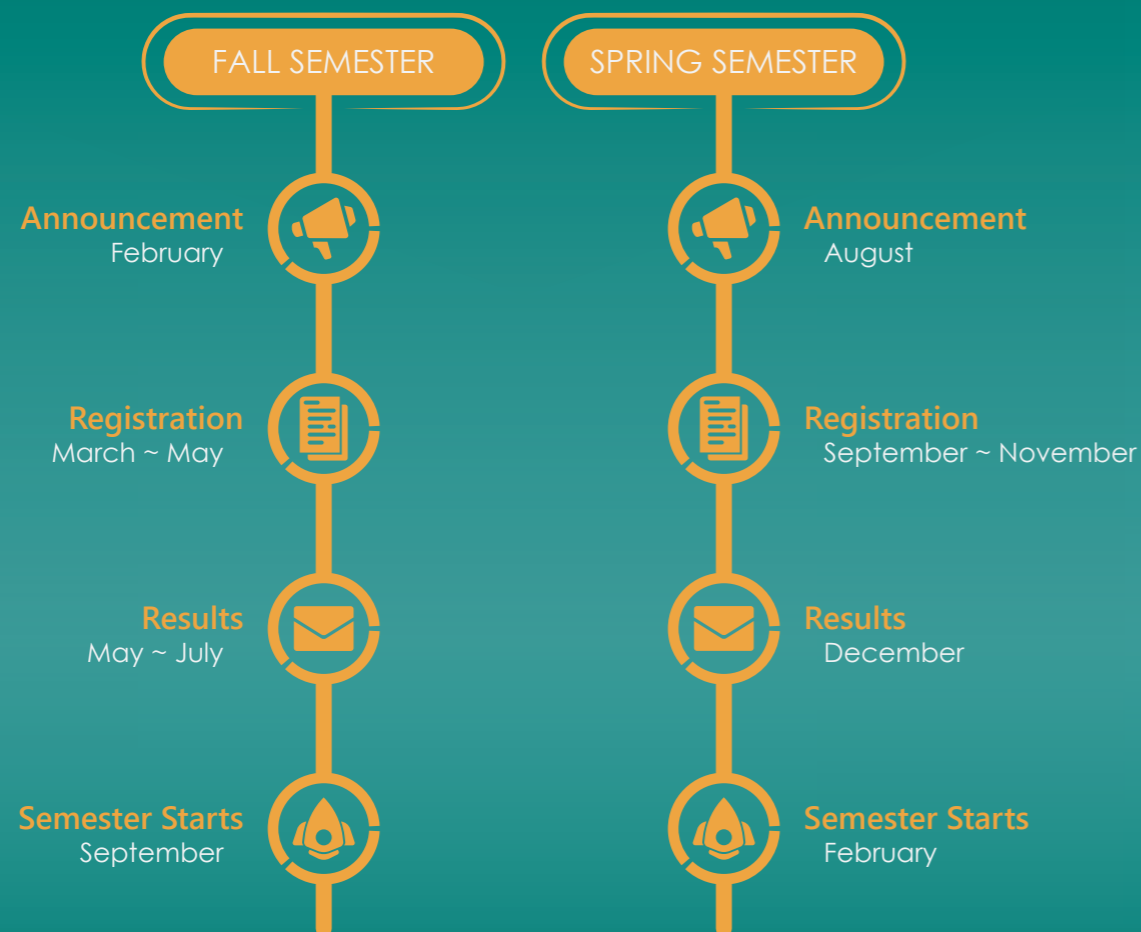 FALL SEMESTER
Announcement
February
Registration
March ~ May
Results
May ~ July
Semester Starts
September
SPRING SEMESTER
Announcement
August
Registration
September ~ November
Results
December
Semester Starts
February